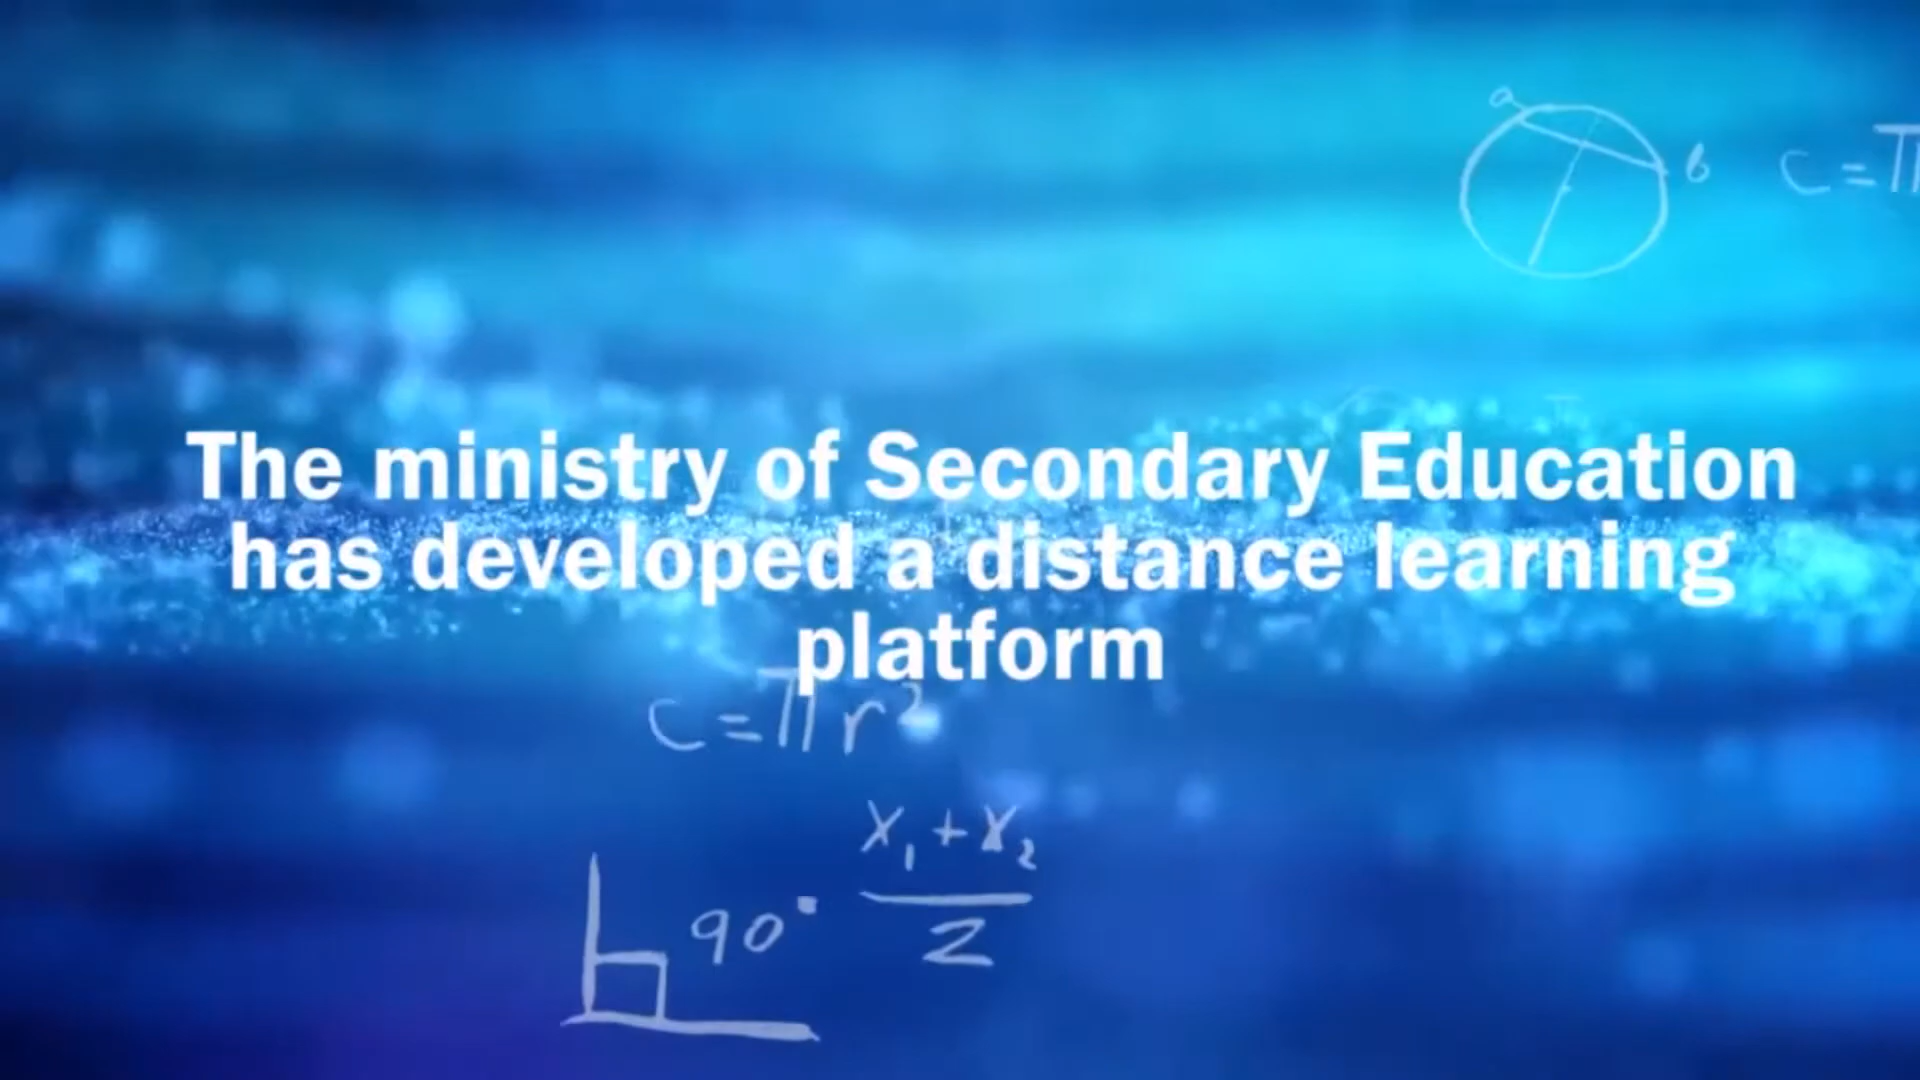 a
b c=π
The ministry of Secondary Education
has developed a distance learning
platform
c=πr²
x₁+x₂
90° 2